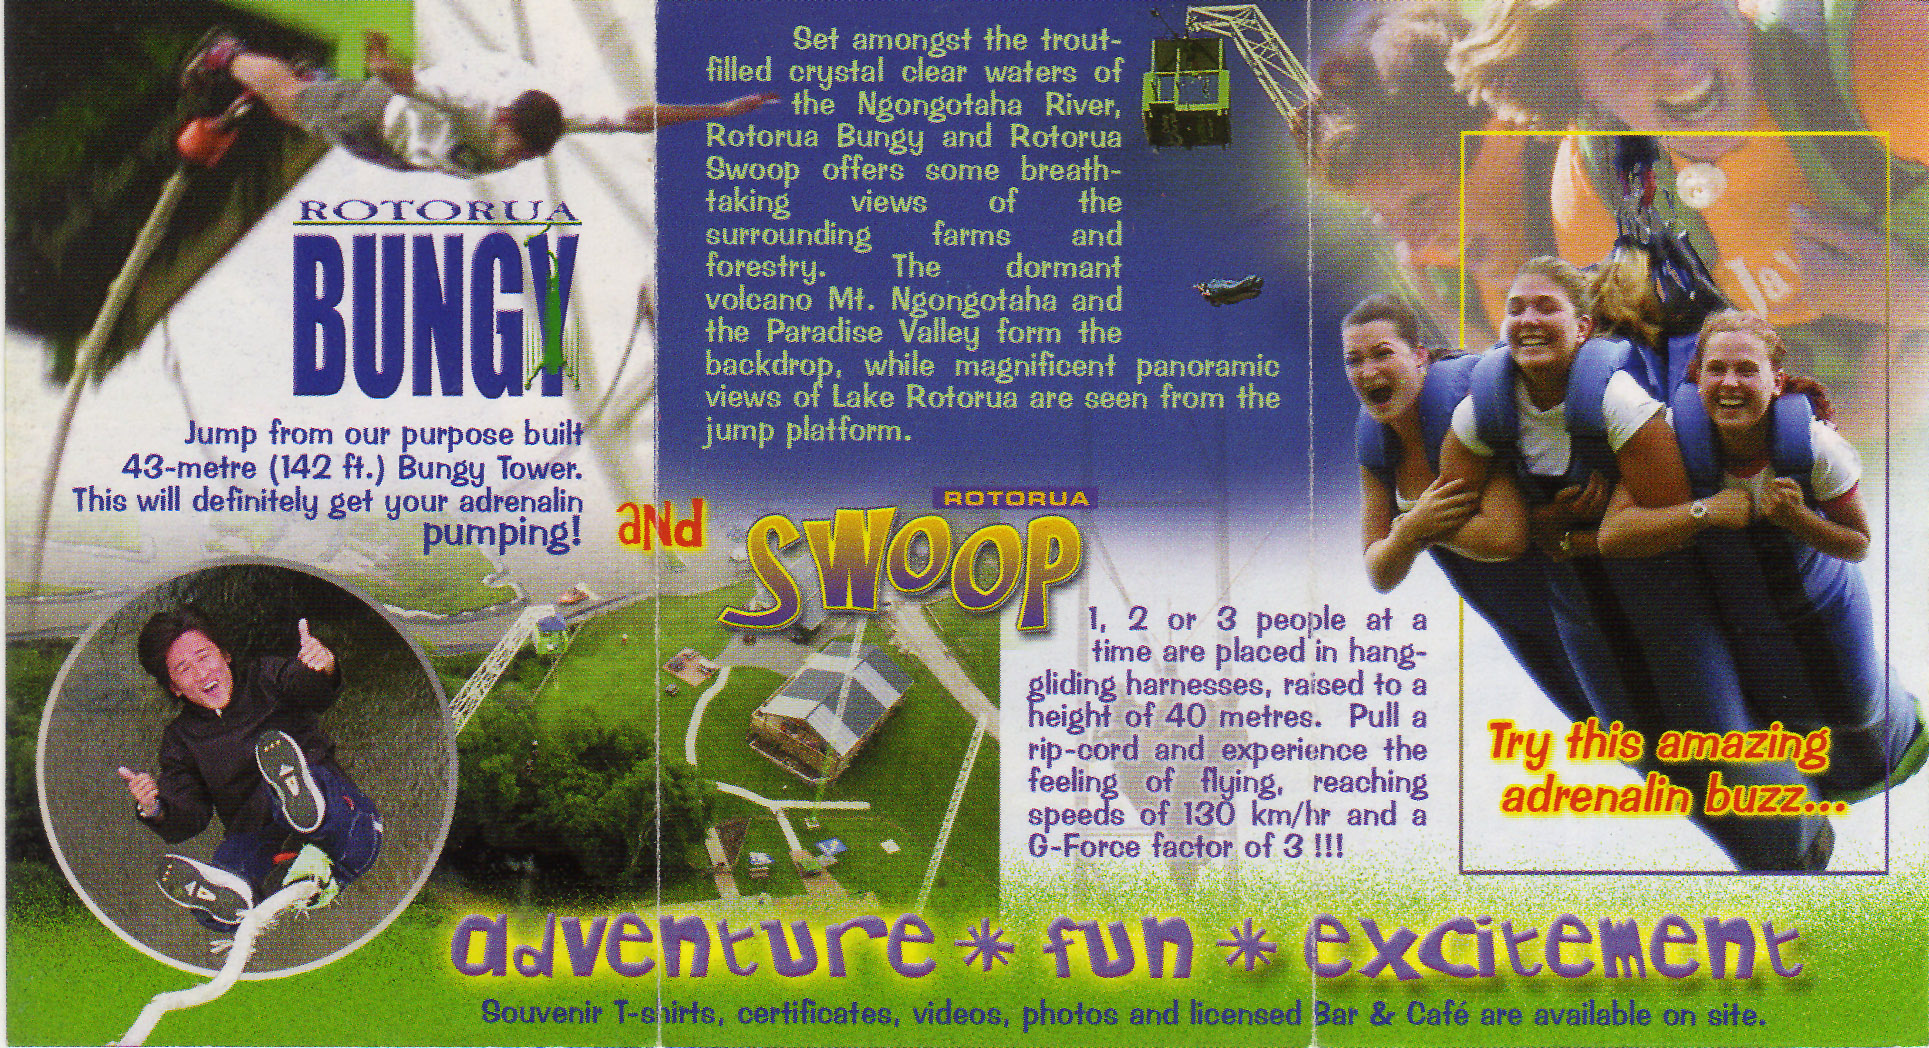 ROTORUA
BUNGY
Jump from our purpose built
43-metre (142 ft.) Bungy Tower.
This will definitely get your adrenalin
pumping!
and
Set amongst the trout-
filled crystal clear waters of
the Ngongotaha River,
Rotorua Bungy and Rotorua
Swoop offers some breath-
taking views of the
surrounding farms and
forestry. The dormant
volcano Mt. Ngongotaha and
the Paradise Valley form the
backdrop, while magnificent panoramic
views of Lake Rotorua are seen from the
jump platform.
ROTORUA
SWOOP
1, 2 or 3 people at a
time are placed in hang-
gliding harnesses, raised to a
height of 40 metres. Pull a
rip-cord and experience the
feeling of flying, reaching
speeds of 130 km/hr and a
G-Force factor of 3 !!!
Try this amazing
adrenalin buzz...
adventure * fun * excitement
Souvenir T-shirts, certificates, videos, photos and licensed Bar & Café are available on site.